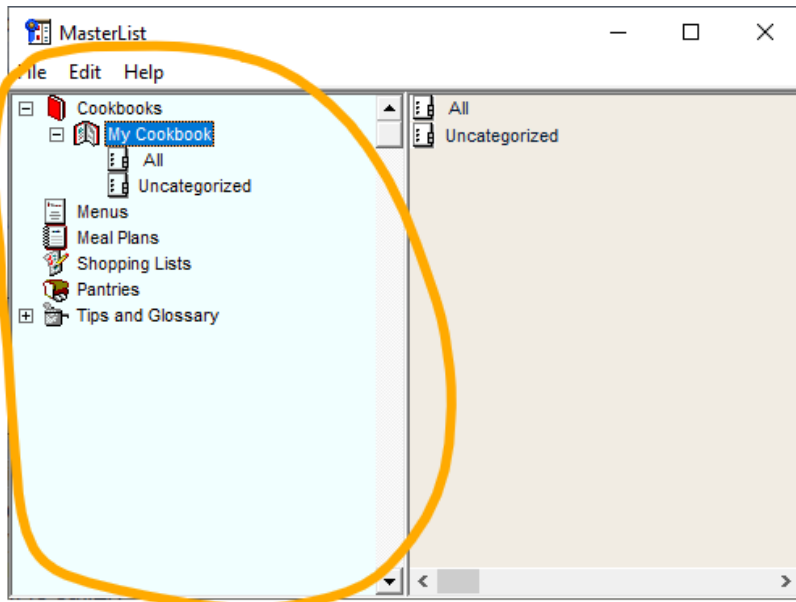 MasterList
File Edit Help
Cookbooks
My Cookbook
All
Uncategorized
Menus
Meal Plans
Shopping Lists
Pantries
Tips and Glossary
All
Uncategorized